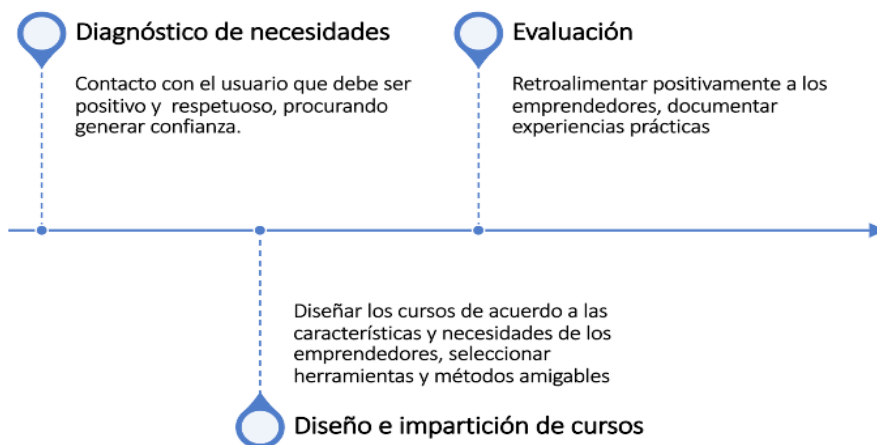 Diagnóstico de necesidades
Contacto con el usuario que debe ser
positivo y respetuoso, procurando
generar confianza.
Evaluación
Retroalimentar positivamente a los
emprendedores, documentar
experiencias prácticas
Diseñar los cursos de acuerdo a las
características y necesidades de los
emprendedores, seleccionar
herramientas y métodos amigables
Diseño e impartición de cursos